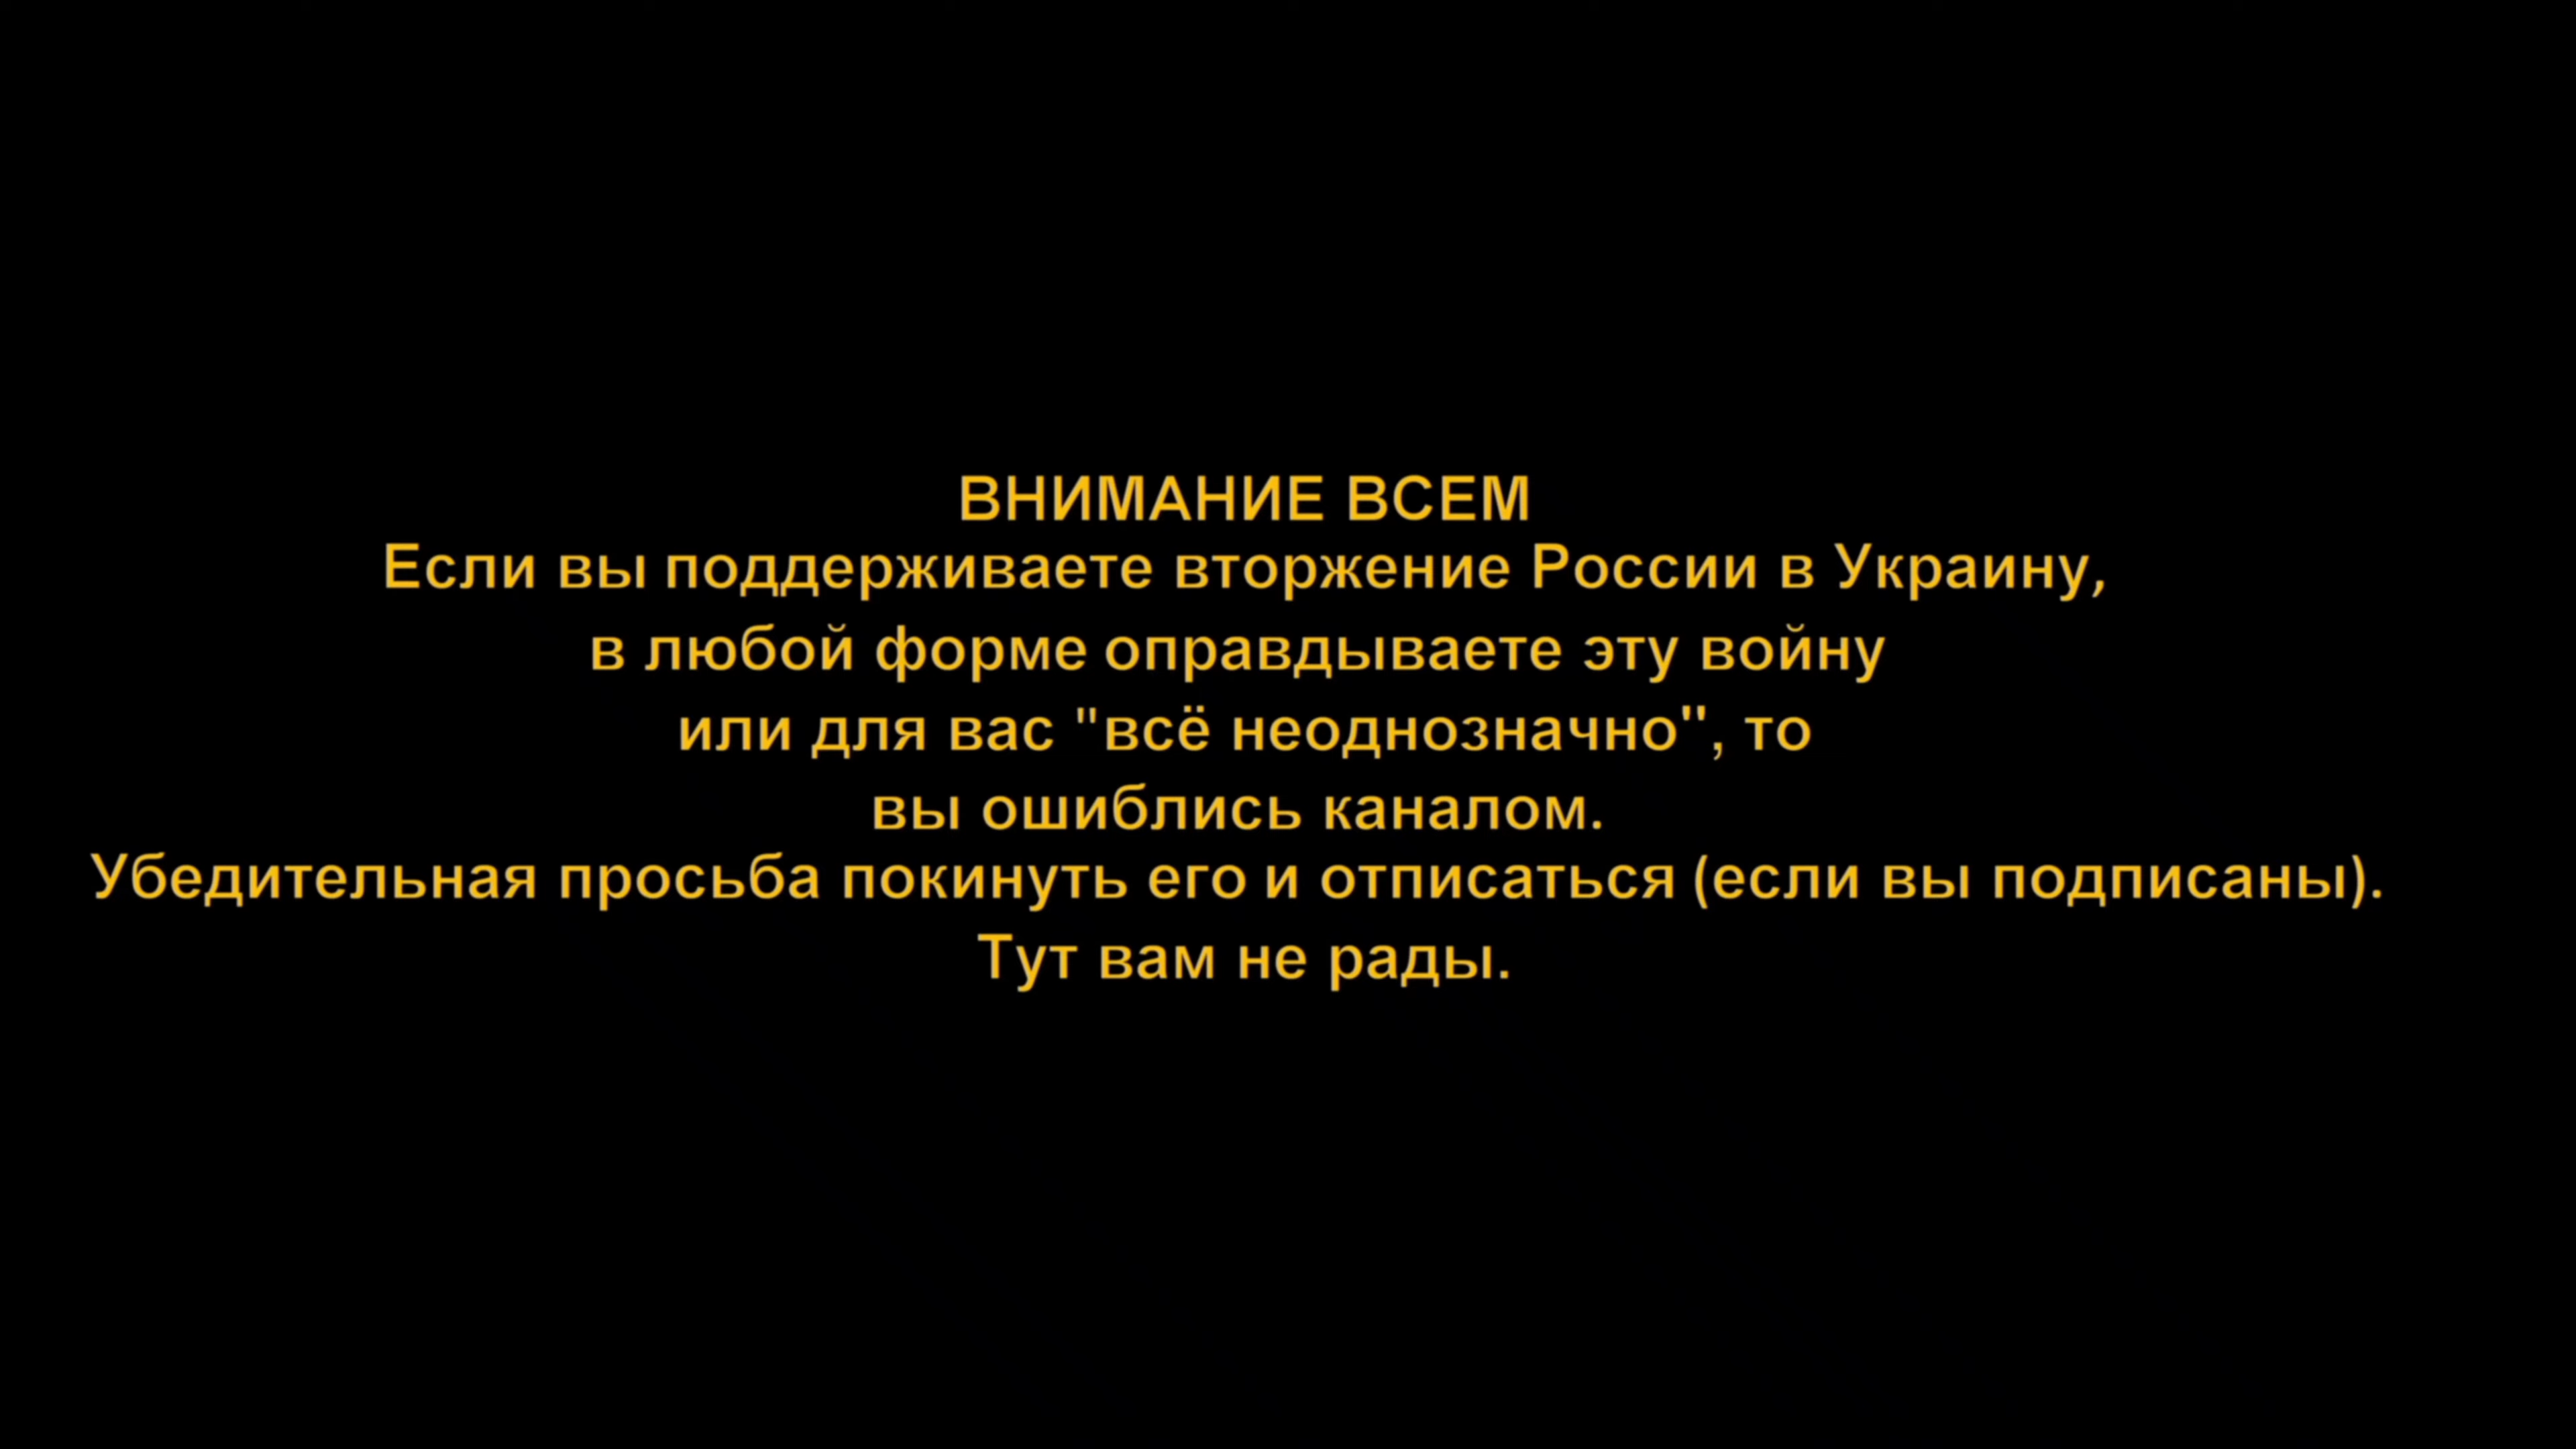 ВНИМАНИЕ ВСЕМ
Если вы поддерживаете вторжение России в Украину,
в любой форме оправдываете эту войну
или для вас "всё неоднозначно", то
вы ошиблись каналом.
Убедительная просьба покинуть его и отписаться (если вы подписаны).
Тут вам не рады.